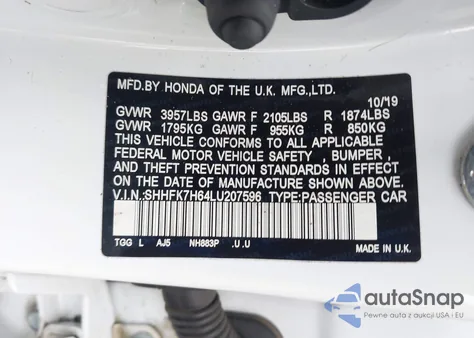 MFD.BY HONDA OF THE U.K. MFG.,LTD.
10/19
GVWR 3957LBS GAWR F 2105LBS R 1874LBS
GVWR 1795KG GAWR F 955KG R 850KG
THIS VEHICLE CONFORMS TO ALL APPLICABLE
FEDERAL MOTOR VEHICLE SAFETY , BUMPER ,
AND THEFT PREVENTION STANDARDS IN EFFECT
ON THE DATE OF MANUFACTURE SHOWN ABOVE.
V.I.N.:SHHFK7H64LU207596 TYPE:PASSENGER CAR
TGG L AJ5 NH883P .U .U MADE IN U.K.
autoSnap
Pewne auta z aukcji USA i EU